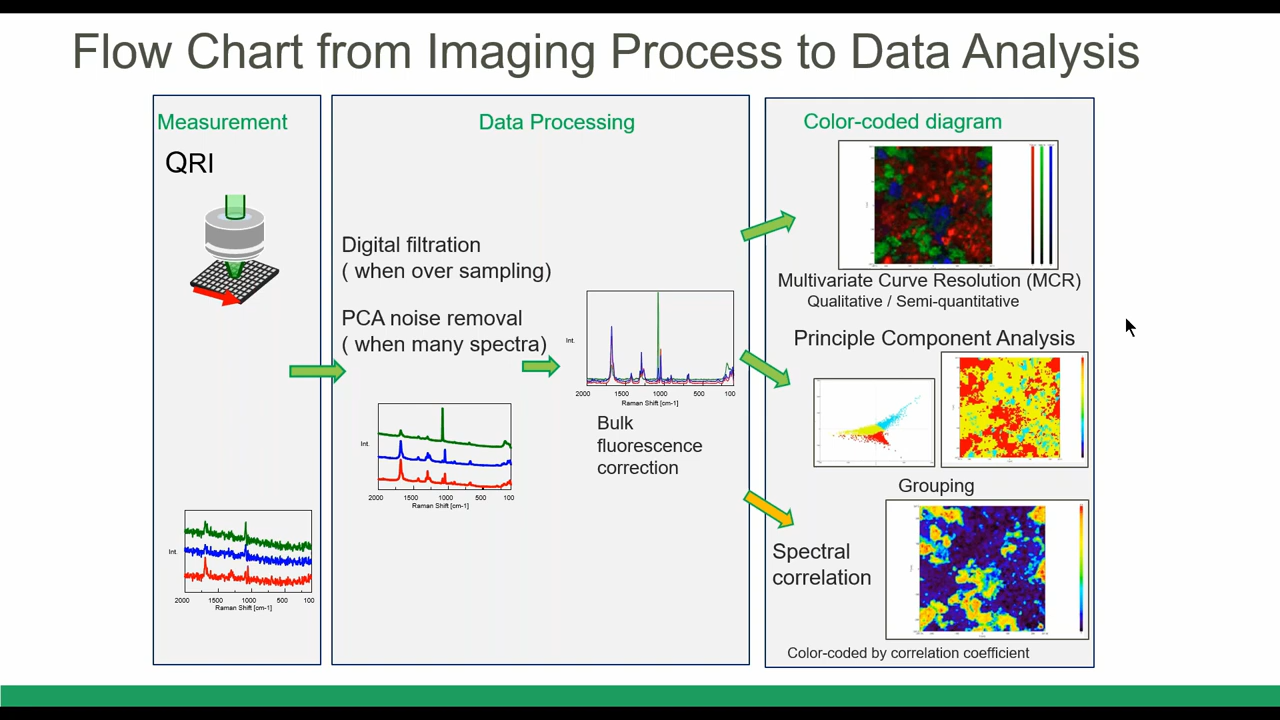 Flow Chart from Imaging Process to Data Analysis
Measurement
QRI
Int.
2000 1500 1000 500 100
Raman Shift [cm-1]
Data Processing
Digital filtration
( when over sampling)
PCA noise removal
( when many spectra)
Int.
2000 1500 1000 500 100
Raman Shift [cm-1]
Int.
2000 1500 1000 500 100
Raman Shift [cm-1]
Bulk
fluorescence
correction
Color-coded diagram
Multivariate Curve Resolution (MCR)
Qualitative / Semi-quantitative
Principle Component Analysis
Grouping
Spectral
correlation
Color-coded by correlation coefficient